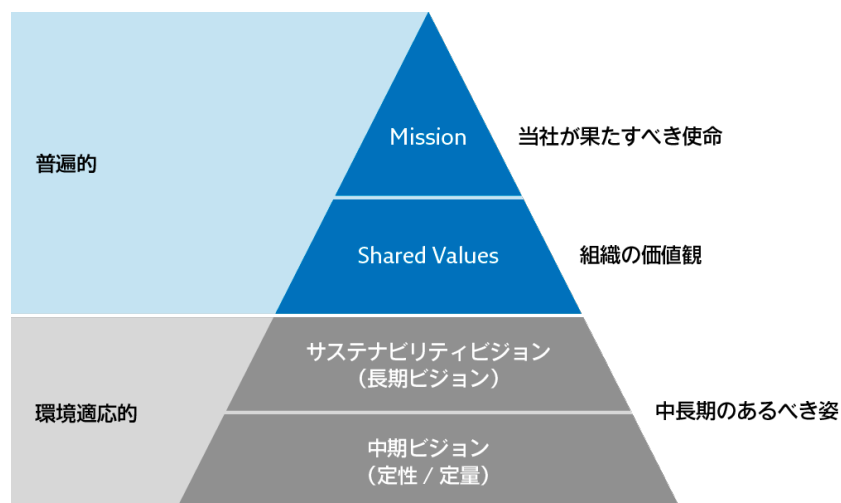 Mission
当社が果たすべき使命
普遍的
Shared Values
組織の価値観
サステナビリティビジョン
（長期ビジョン）
環境適応的
中長期のあるべき姿
中期ビジョン
（定性 / 定量）